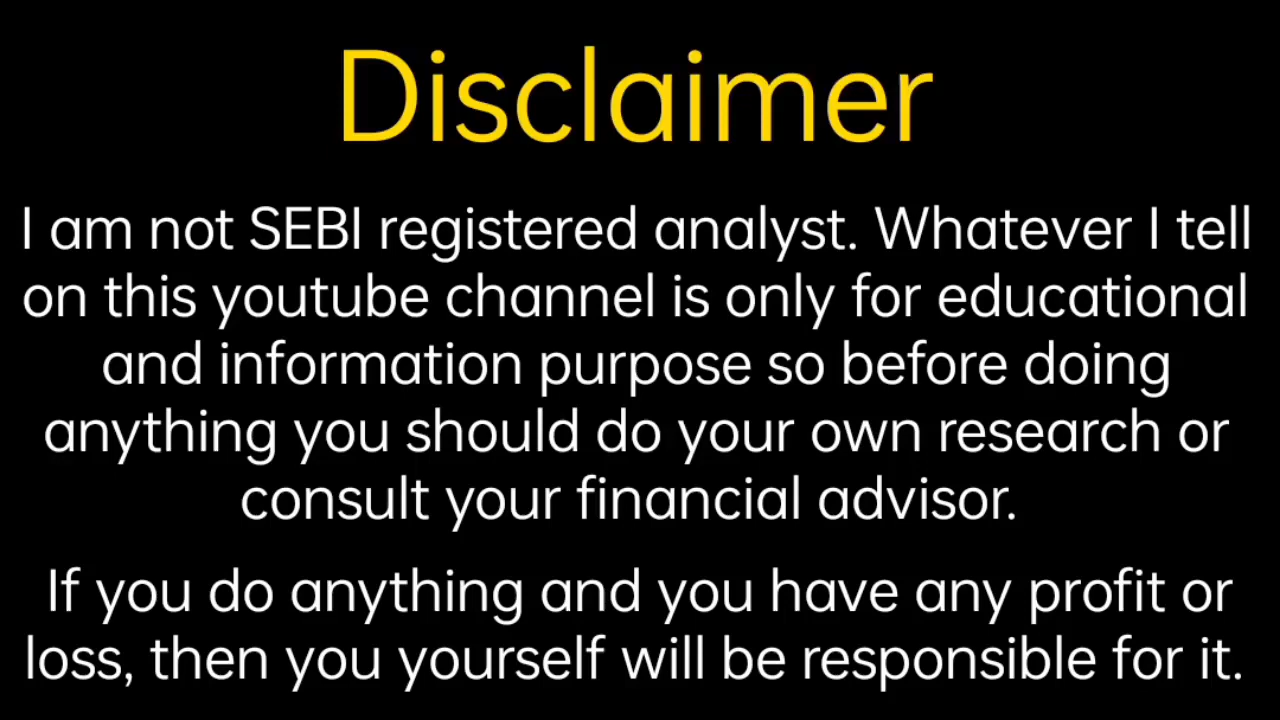 Disclaimer
I am not SEBI registered analyst. Whatever I tell
on this youtube channel is only for educational
and information purpose so before doing
anything you should do your own research or
consult your financial advisor.
If you do anything and you have any profit or
loss, then you yourself will be responsible for it.